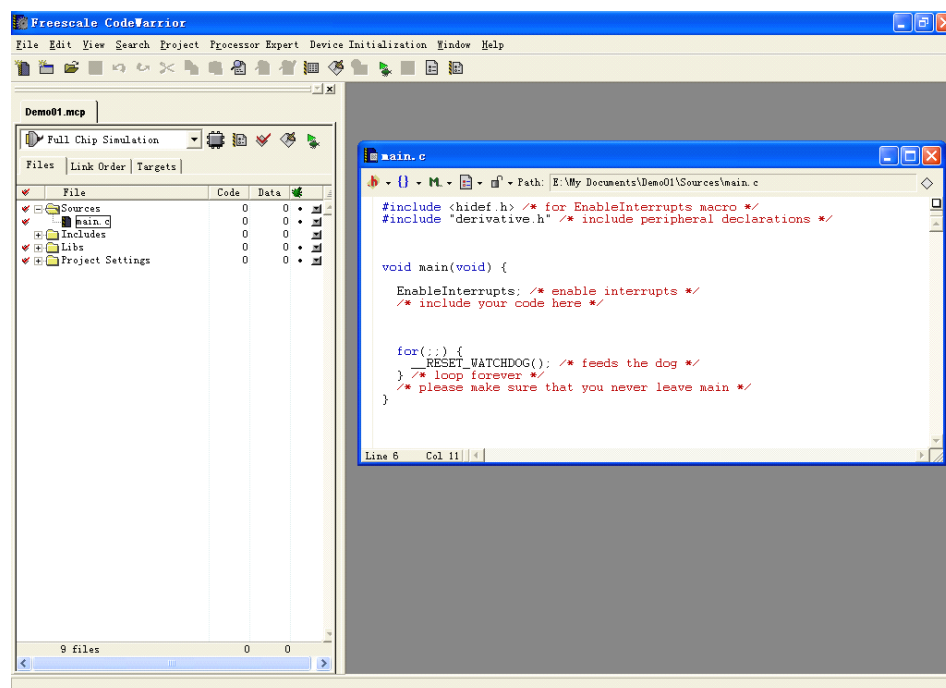 Freescale CodeWarrior
File Edit View Search Project Processor Expert Device Initialization Window Help
Demo01.mcp
Full Chip Simulation
Files Link Order Targets
File Code Data
Sources 0 0
main.c 0 0
Includes 0 0
Libs 0 0
Project Settings 0 0
9 files 0 0
main.c
Path: E:\My Documents\Demo01\Sources\main.c
#include <hidef.h> /* for EnableInterrupts macro */
#include "derivative.h" /* include peripheral declarations */
void main(void) {
EnableInterrupts; /* enable interrupts */
/* include your code here */
for(;;) {
__RESET_WATCHDOG(); /* feeds the dog */
} /* loop forever */
/* please make sure that you never leave main */
}
Line 6 Col 11